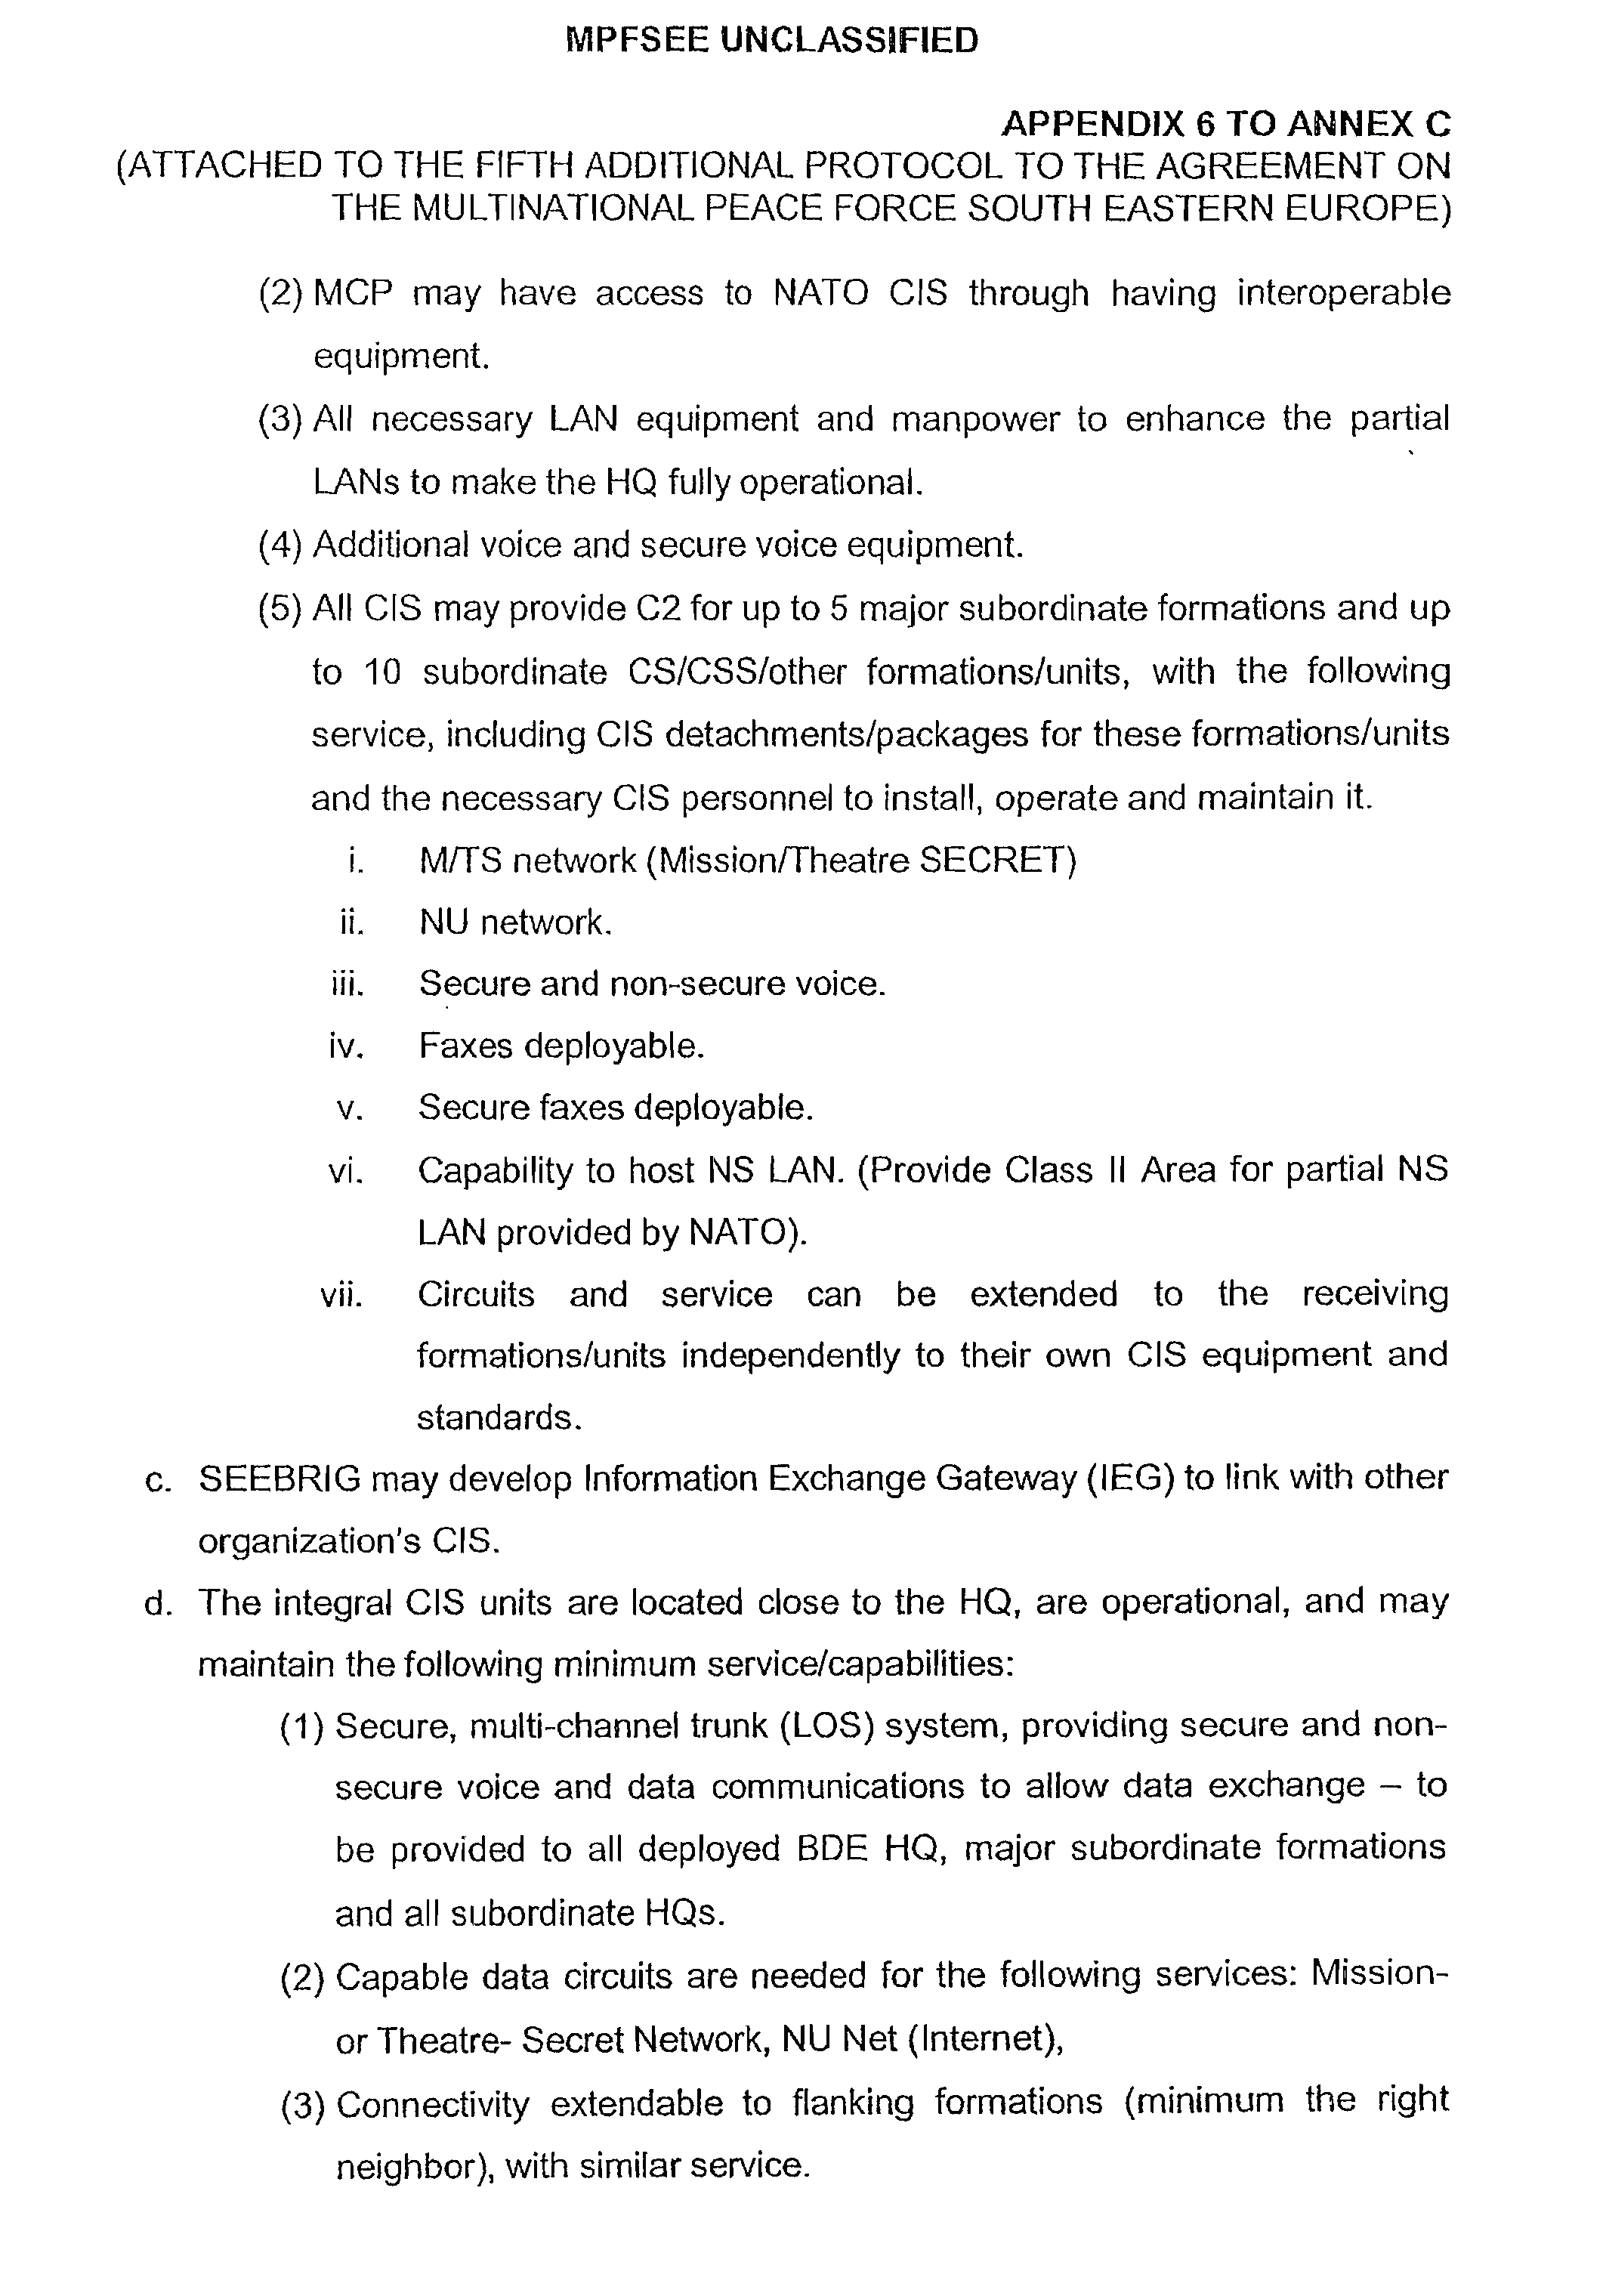 MPFSEE UNCLASSIFIED
APPENDIX 6 TO ANNEX C
(ATTACHED TO THE FIFTH ADDITIONAL PROTOCOL TO THE AGREEMENT ON
THE MULTINATIONAL PEACE FORCE SOUTH EASTERN EUROPE)
(2) MCP may have access to NATO CIS through having interoperable
equipment.
(3) All necessary LAN equipment and manpower to enhance the partial
LANs to make the HQ fully operational.
(4) Additional voice and secure voice equipment.
(5) All CIS may provide C2 for up to 5 major subordinate formations and up
to 10 subordinate CS/CSS/other formations/units, with the following
service, including CIS detachments/packages for these formations/units
and the necessary CIS personnel to install, operate and maintain it.
i. M/TS network (Mission/Theatre SECRET)
ii. NU network.
iii. Secure and non-secure voice.
iv. Faxes deployable.
v. Secure faxes deployable.
vi. Capability to host NS LAN. (Provide Class II Area for partial NS
LAN provided by NATO).
vii. Circuits and service can be extended to the receiving
formations/units independently to their own CIS equipment and
standards.
c. SEEBRIG may develop Information Exchange Gateway (IEG) to link with other
organization's CIS.
d. The integral CIS units are located close to the HQ, are operational, and may
maintain the following minimum service/capabilities:
(1) Secure, multi-channel trunk (LOS) system, providing secure and non-
secure voice and data communications to allow data exchange – to
be provided to all deployed BDE HQ, major subordinate formations
and all subordinate HQs.
(2) Capable data circuits are needed for the following services: Mission-
or Theatre- Secret Network, NU Net (Internet),
(3) Connectivity extendable to flanking formations (minimum the right
neighbor), with similar service.